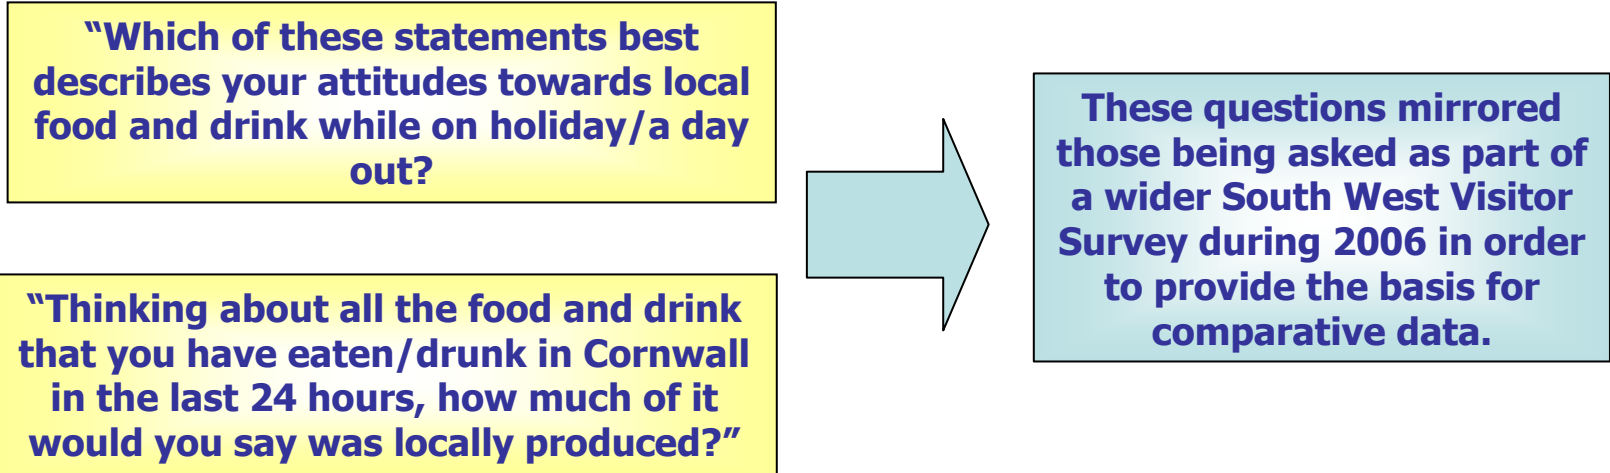 “Which of these statements best
describes your attitudes towards local
food and drink while on holiday/a day
out?
“Thinking about all the food and drink
that you have eaten/drunk in Cornwall
in the last 24 hours, how much of it
would you say was locally produced?”
These questions mirrored
those being asked as part of
a wider South West Visitor
Survey during 2006 in order
to provide the basis for
comparative data.